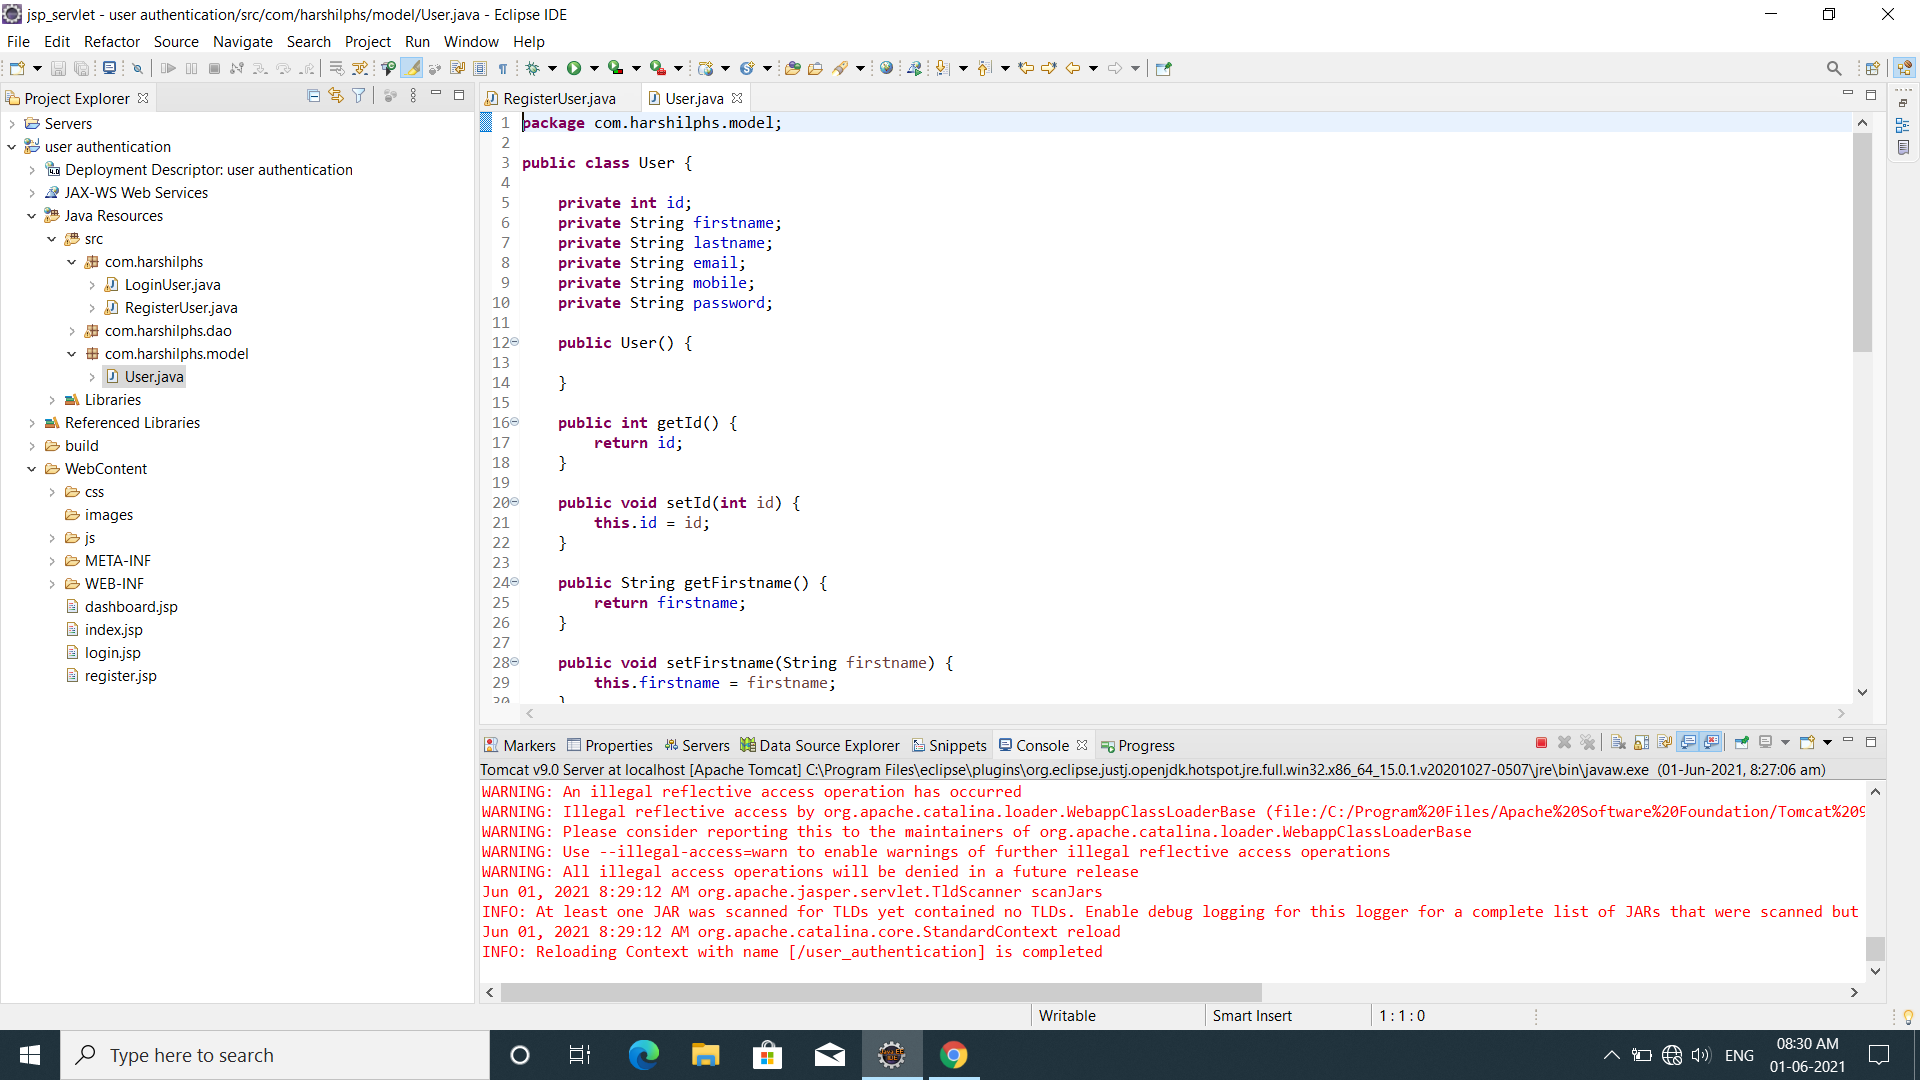 jsp_servlet - user authentication/src/com/harshilphs/model/User.java - Eclipse IDE
File Edit Refactor Source Navigate Search Project Run Window Help
Project Explorer
Servers
user authentication
Deployment Descriptor: user authentication
JAX-WS Web Services
Java Resources
src
com.harshilphs
LoginUser.java
RegisterUser.java
com.harshilphs.dao
com.harshilphs.model
User.java
Libraries
Referenced Libraries
build
WebContent
css
images
js
META-INF
WEB-INF
dashboard.jsp
index.jsp
login.jsp
register.jsp
RegisterUser.java User.java
1 package com.harshilphs.model;
2
3 public class User {
4
5 private int id;
6 private String firstname;
7 private String lastname;
8 private String email;
9 private String mobile;
10 private String password;
11
12 public User() {
13
14 }
15
16 public int getId() {
17 return id;
18 }
19
20 public void setId(int id) {
21 this.id = id;
22 }
23
24 public String getFirstname() {
25 return firstname;
26 }
27
28 public void setFirstname(String firstname) {
29 this.firstname = firstname;
30 }
Markers Properties Servers Data Source Explorer Snippets Console Progress
Tomcat v9.0 Server at localhost [Apache Tomcat] C:\Program Files\eclipse\plugins\org.eclipse.justj.openjdk.hotspot.jre.full.win32.x86_64_15.0.1.v20201027-0507\jre\bin\javaw.exe (01-Jun-2021, 8:27:06 am)
WARNING: An illegal reflective access operation has occurred
WARNING: Illegal reflective access by org.apache.catalina.loader.WebappClassLoaderBase (file:/C:/Program%20Files/Apache%20Software%20Foundation/Tomcat%209
WARNING: Please consider reporting this to the maintainers of org.apache.catalina.loader.WebappClassLoaderBase
WARNING: Use --illegal-access=warn to enable warnings of further illegal reflective access operations
WARNING: All illegal access operations will be denied in a future release
Jun 01, 2021 8:29:12 AM org.apache.jasper.servlet.TldScanner scanJars
INFO: At least one JAR was scanned for TLDs yet contained no TLDs. Enable debug logging for this logger for a complete list of JARs that were scanned but
Jun 01, 2021 8:29:12 AM org.apache.catalina.core.StandardContext reload
INFO: Reloading Context with name [/user_authentication] is completed
Writable Smart Insert 1 : 1 : 0
Type here to search
ENG
08:30 AM
01-06-2021